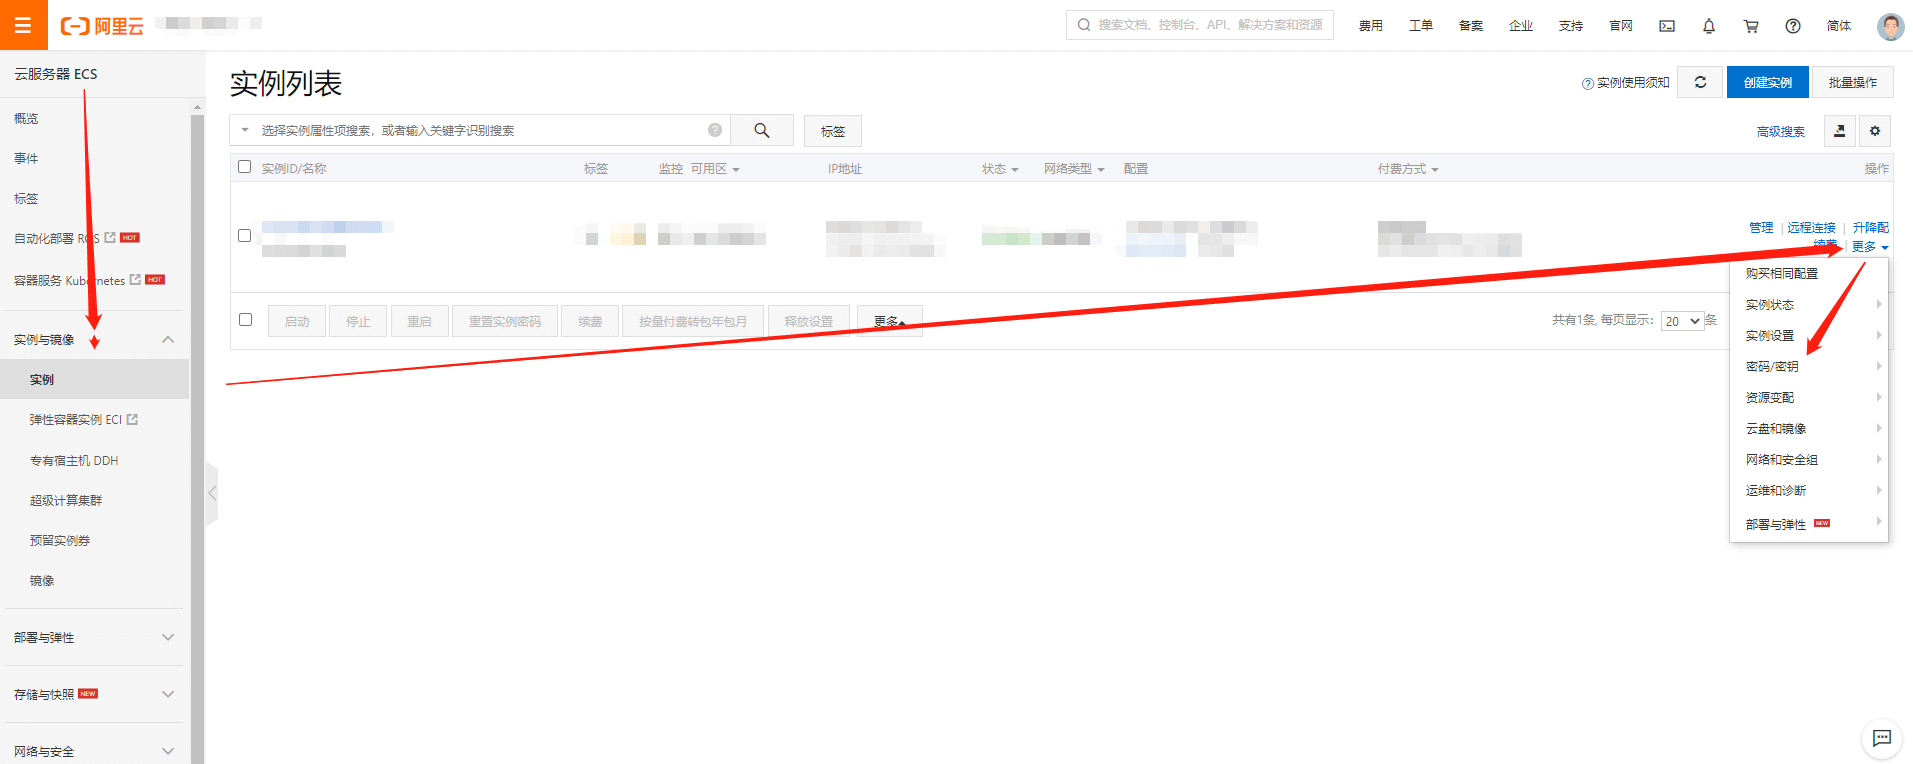 阿里云
搜索文档、控制台、API、解决方案和资源
费用 工单 备案 企业 支持 官网 简体
云服务器 ECS
概览
事件
标签
自动化部署 ROS HOT
容器服务 Kubernetes HOT
实例与镜像
实例
弹性容器实例 ECI
专有宿主机 DDH
超级计算集群
预留实例券
镜像
部署与弹性
存储与快照 NEW
网络与安全
实例列表
实例使用须知 创建实例 批量操作
选择实例属性项搜索，或者输入关键字识别搜索
标签
高级搜索
实例ID/名称 标签 监控 可用区 IP地址 状态 网络类型 配置 付费方式 操作
管理 | 远程连接 | 升降配
续费 | 更多
启动 停止 重启 重置实例密码 续费 按量付费转包年包月 释放设置 更多
共有1条, 每页显示: 20 条
购买相同配置
实例状态
实例设置
密码/密钥
资源变配
云盘和镜像
网络和安全组
运维和诊断
部署与弹性 NEW